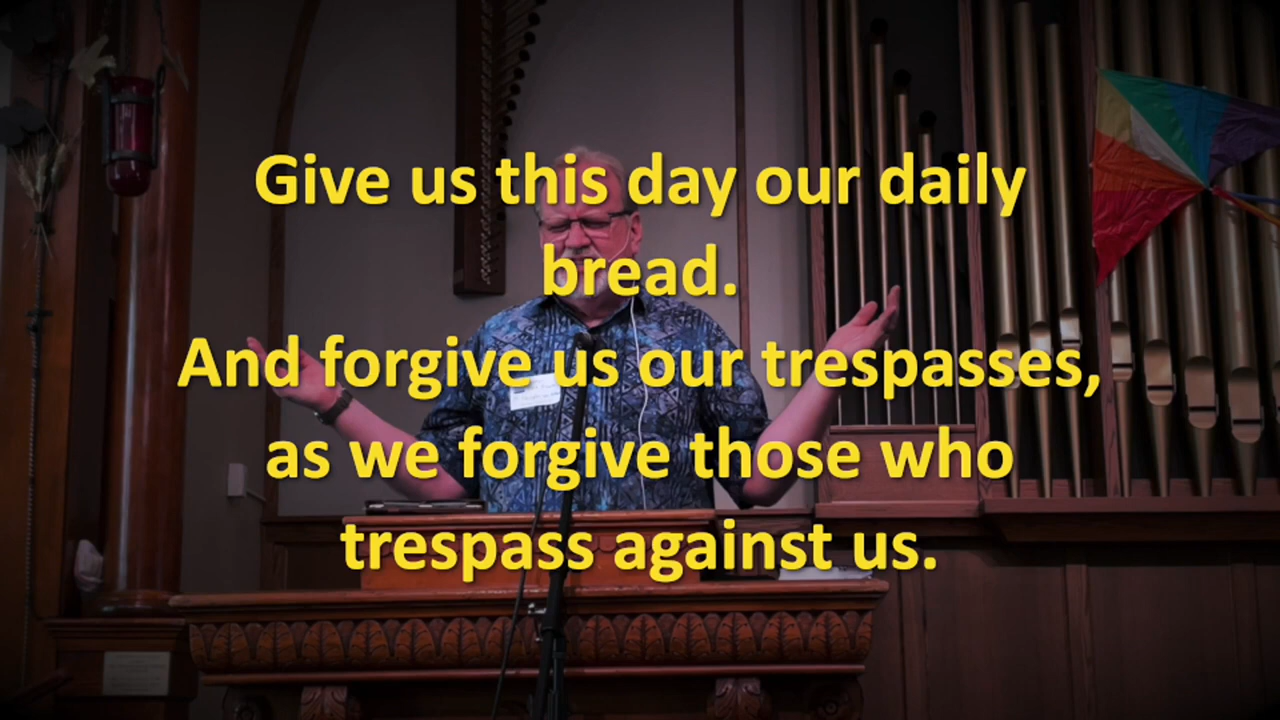 Give us this day our daily
bread.
And forgive us our trespasses,
as we forgive those who
trespass against us.